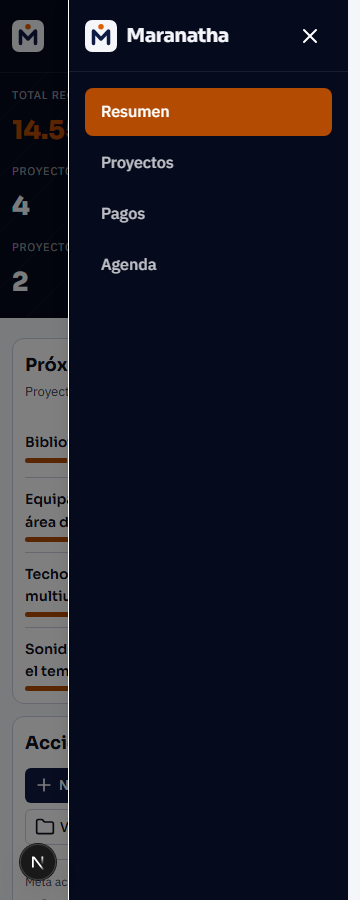 Maranatha
Resumen
Proyectos
Pagos
Agenda
TOTAL RE
14.5
PROYECTO
4
PROYECTO
2
Próx
Proyect
Biblio
Equipa
área d
Techo
multiu
Sonid
el tem
Acci
N
V
N
Meta ac